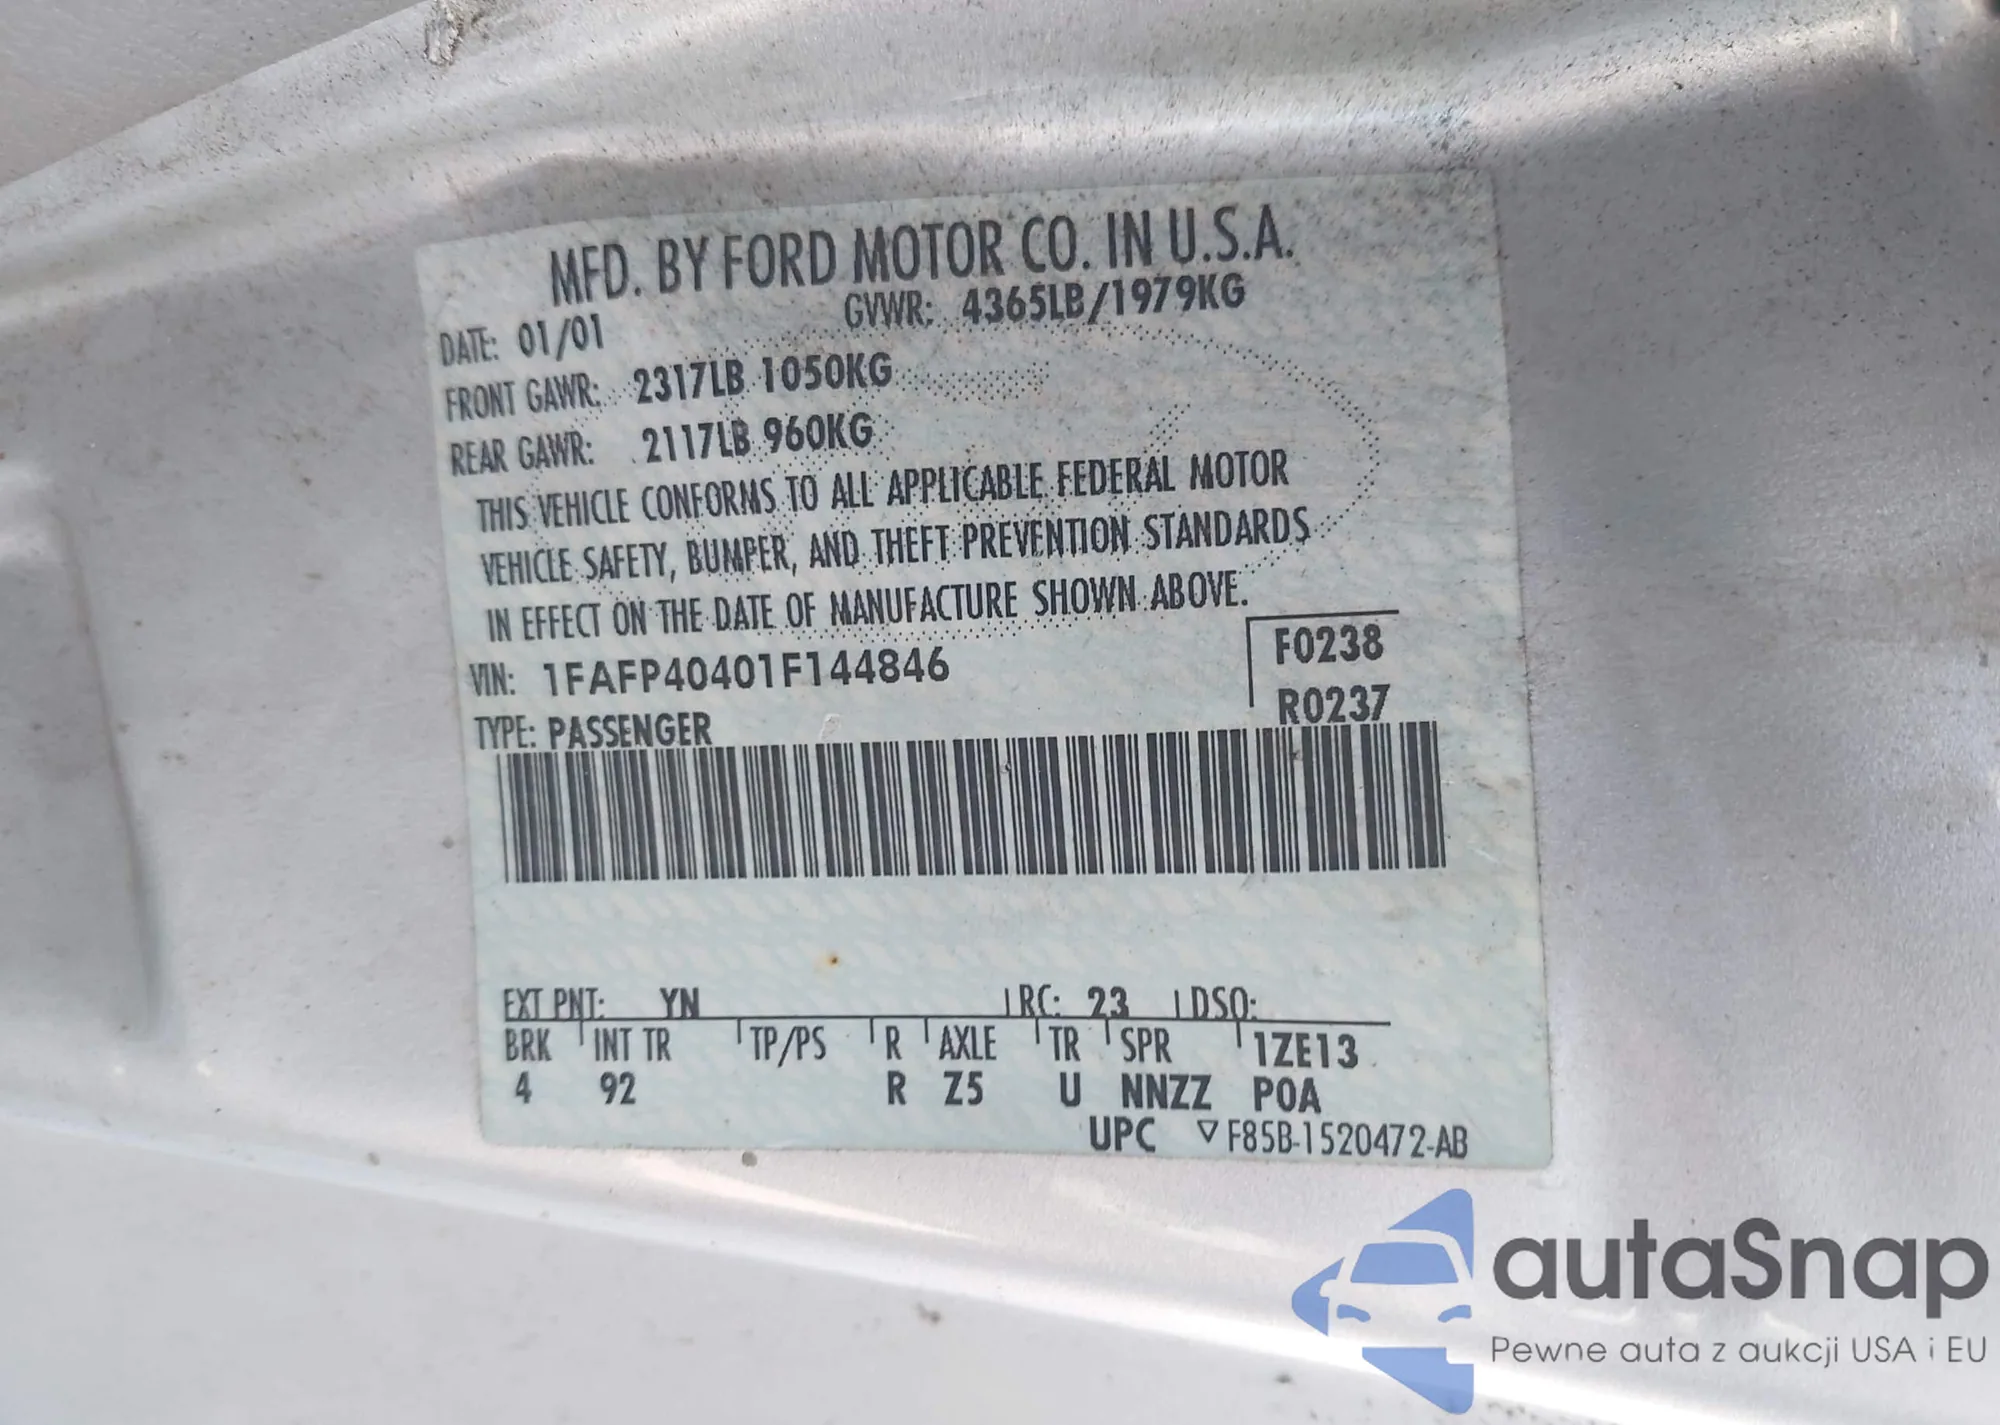 MFD. BY FORD MOTOR CO. IN U.S.A.
DATE: 01/01 GVWR: 4365LB/1979KG
FRONT GAWR: 2317LB 1050KG
REAR GAWR: 2117LB 960KG
THIS VEHICLE CONFORMS TO ALL APPLICABLE FEDERAL MOTOR
VEHICLE SAFETY, BUMPER, AND THEFT PREVENTION STANDARDS
IN EFFECT ON THE DATE OF MANUFACTURE SHOWN ABOVE.
VIN: 1FAFP40401F144846 F0238
TYPE: PASSENGER R0237
EXT PNT: YN RC: 23 DSO:
BRK INT TR TP/PS R AXLE TR SPR 1ZE13
4 92 R Z5 U NNZZ POA
UPC ▽F85B-1520472-AB
autaSnap
Pewne auta z aukcji USA i EU